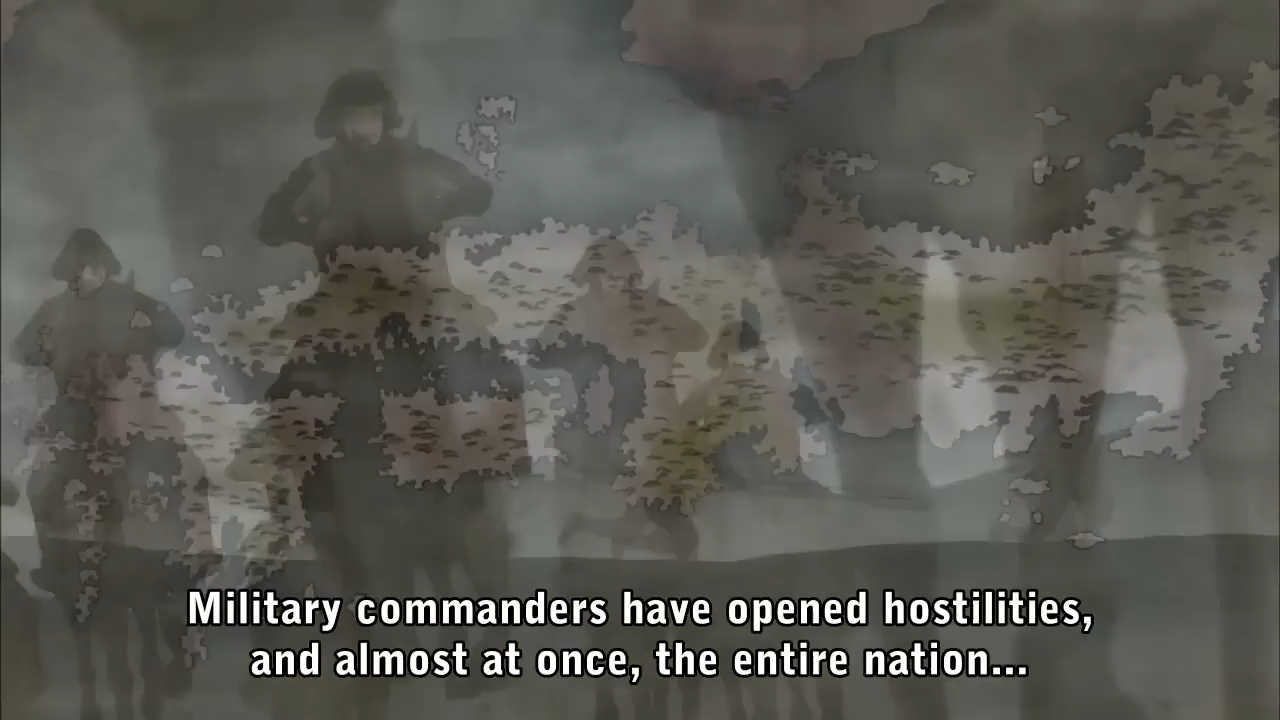 Military commanders have opened hostilities,
and almost at once, the entire nation...